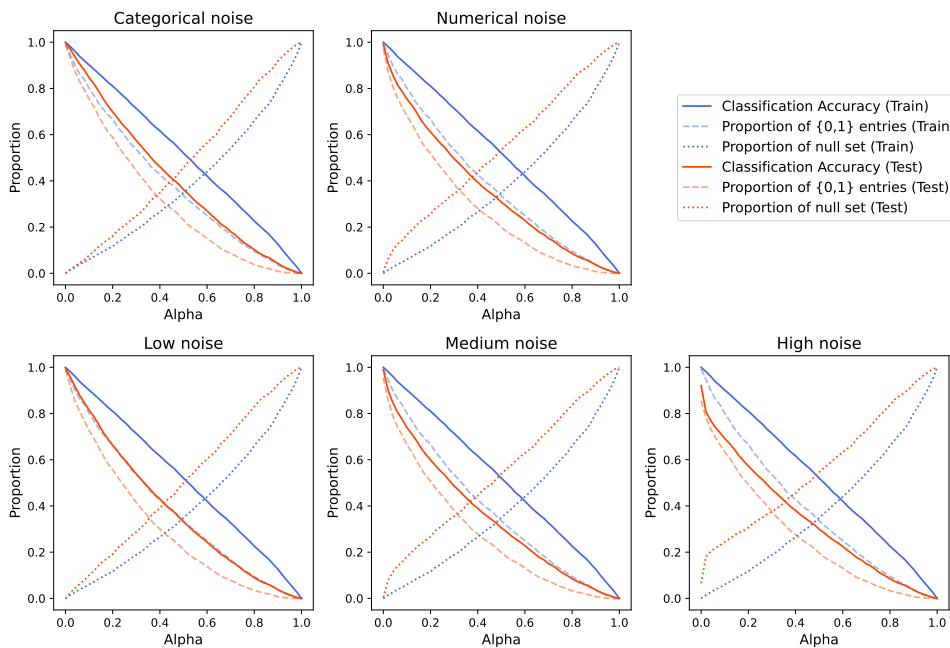 Categorical noise
Numerical noise
Proportion
1.0
0.8
0.6
0.4
0.2
0.0
0.0 0.2 0.4 0.6 0.8 1.0
Alpha
Proportion
1.0
0.8
0.6
0.4
0.2
0.0
0.0 0.2 0.4 0.6 0.8 1.0
Alpha
Classification Accuracy (Train)
Proportion of {0,1} entries (Train
Proportion of null set (Train)
Classification Accuracy (Test)
Proportion of {0,1} entries (Test)
Proportion of null set (Test)
Low noise
Medium noise
High noise
Proportion
1.0
0.8
0.6
0.4
0.2
0.0
0.0 0.2 0.4 0.6 0.8 1.0
Alpha
Proportion
1.0
0.8
0.6
0.4
0.2
0.0
0.0 0.2 0.4 0.6 0.8 1.0
Alpha
Proportion
1.0
0.8
0.6
0.4
0.2
0.0
0.0 0.2 0.4 0.6 0.8 1.0
Alpha